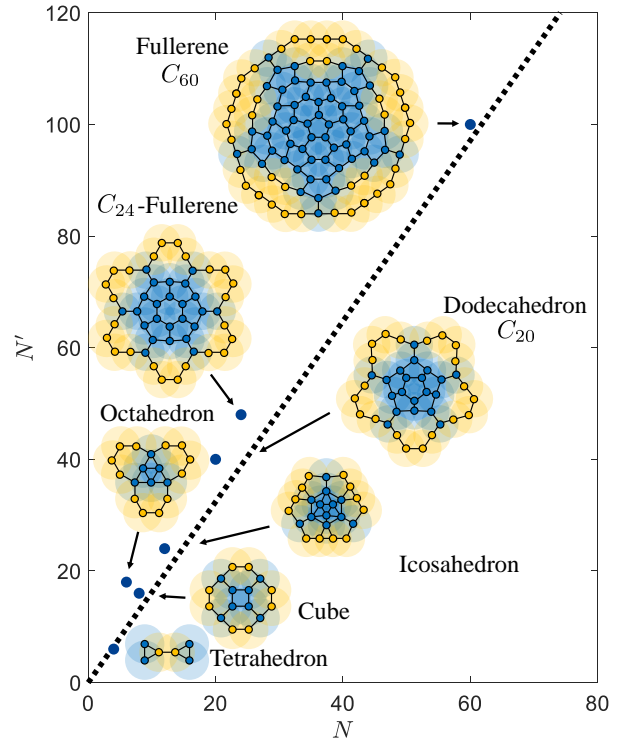 120
100
80
60
40
20
0
0
20
40
60
80
N′
N
Fullerene
C₆₀
C₂₄-Fullerene
Dodecahedron
C₂₀
Octahedron
Icosahedron
Cube
Tetrahedron